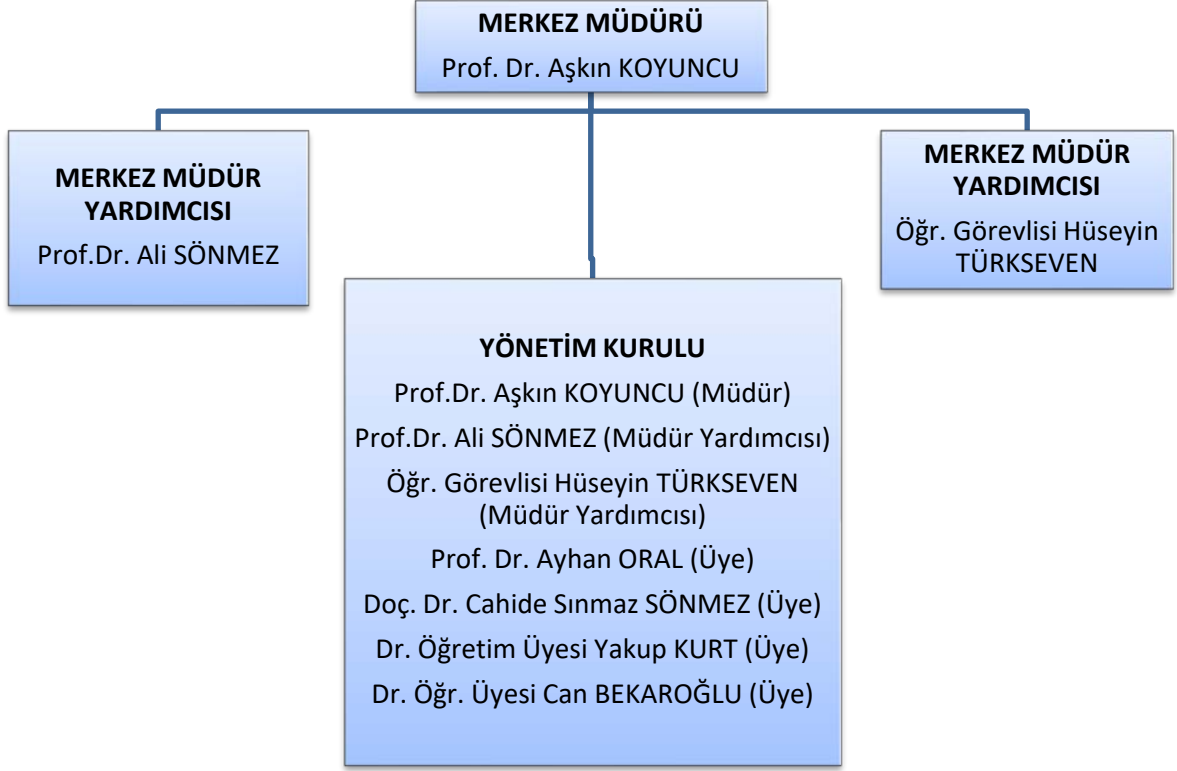 MERKEZ MÜDÜRÜ
Prof. Dr. Aşkın KOYUNCU
MERKEZ MÜDÜR
YARDIMCISI
Prof.Dr. Ali SÖNMEZ
MERKEZ MÜDÜR
YARDIMCISI
Öğr. Görevlisi Hüseyin
TÜRKSEVEN
YÖNETİM KURULU
Prof.Dr. Aşkın KOYUNCU (Müdür)
Prof.Dr. Ali SÖNMEZ (Müdür Yardımcısı)
Öğr. Görevlisi Hüseyin TÜRKSEVEN
(Müdür Yardımcısı)
Prof. Dr. Ayhan ORAL (Üye)
Doç. Dr. Cahide Sınmaz SÖNMEZ (Üye)
Dr. Öğretim Üyesi Yakup KURT (Üye)
Dr. Öğr. Üyesi Can BEKAROĞLU (Üye)